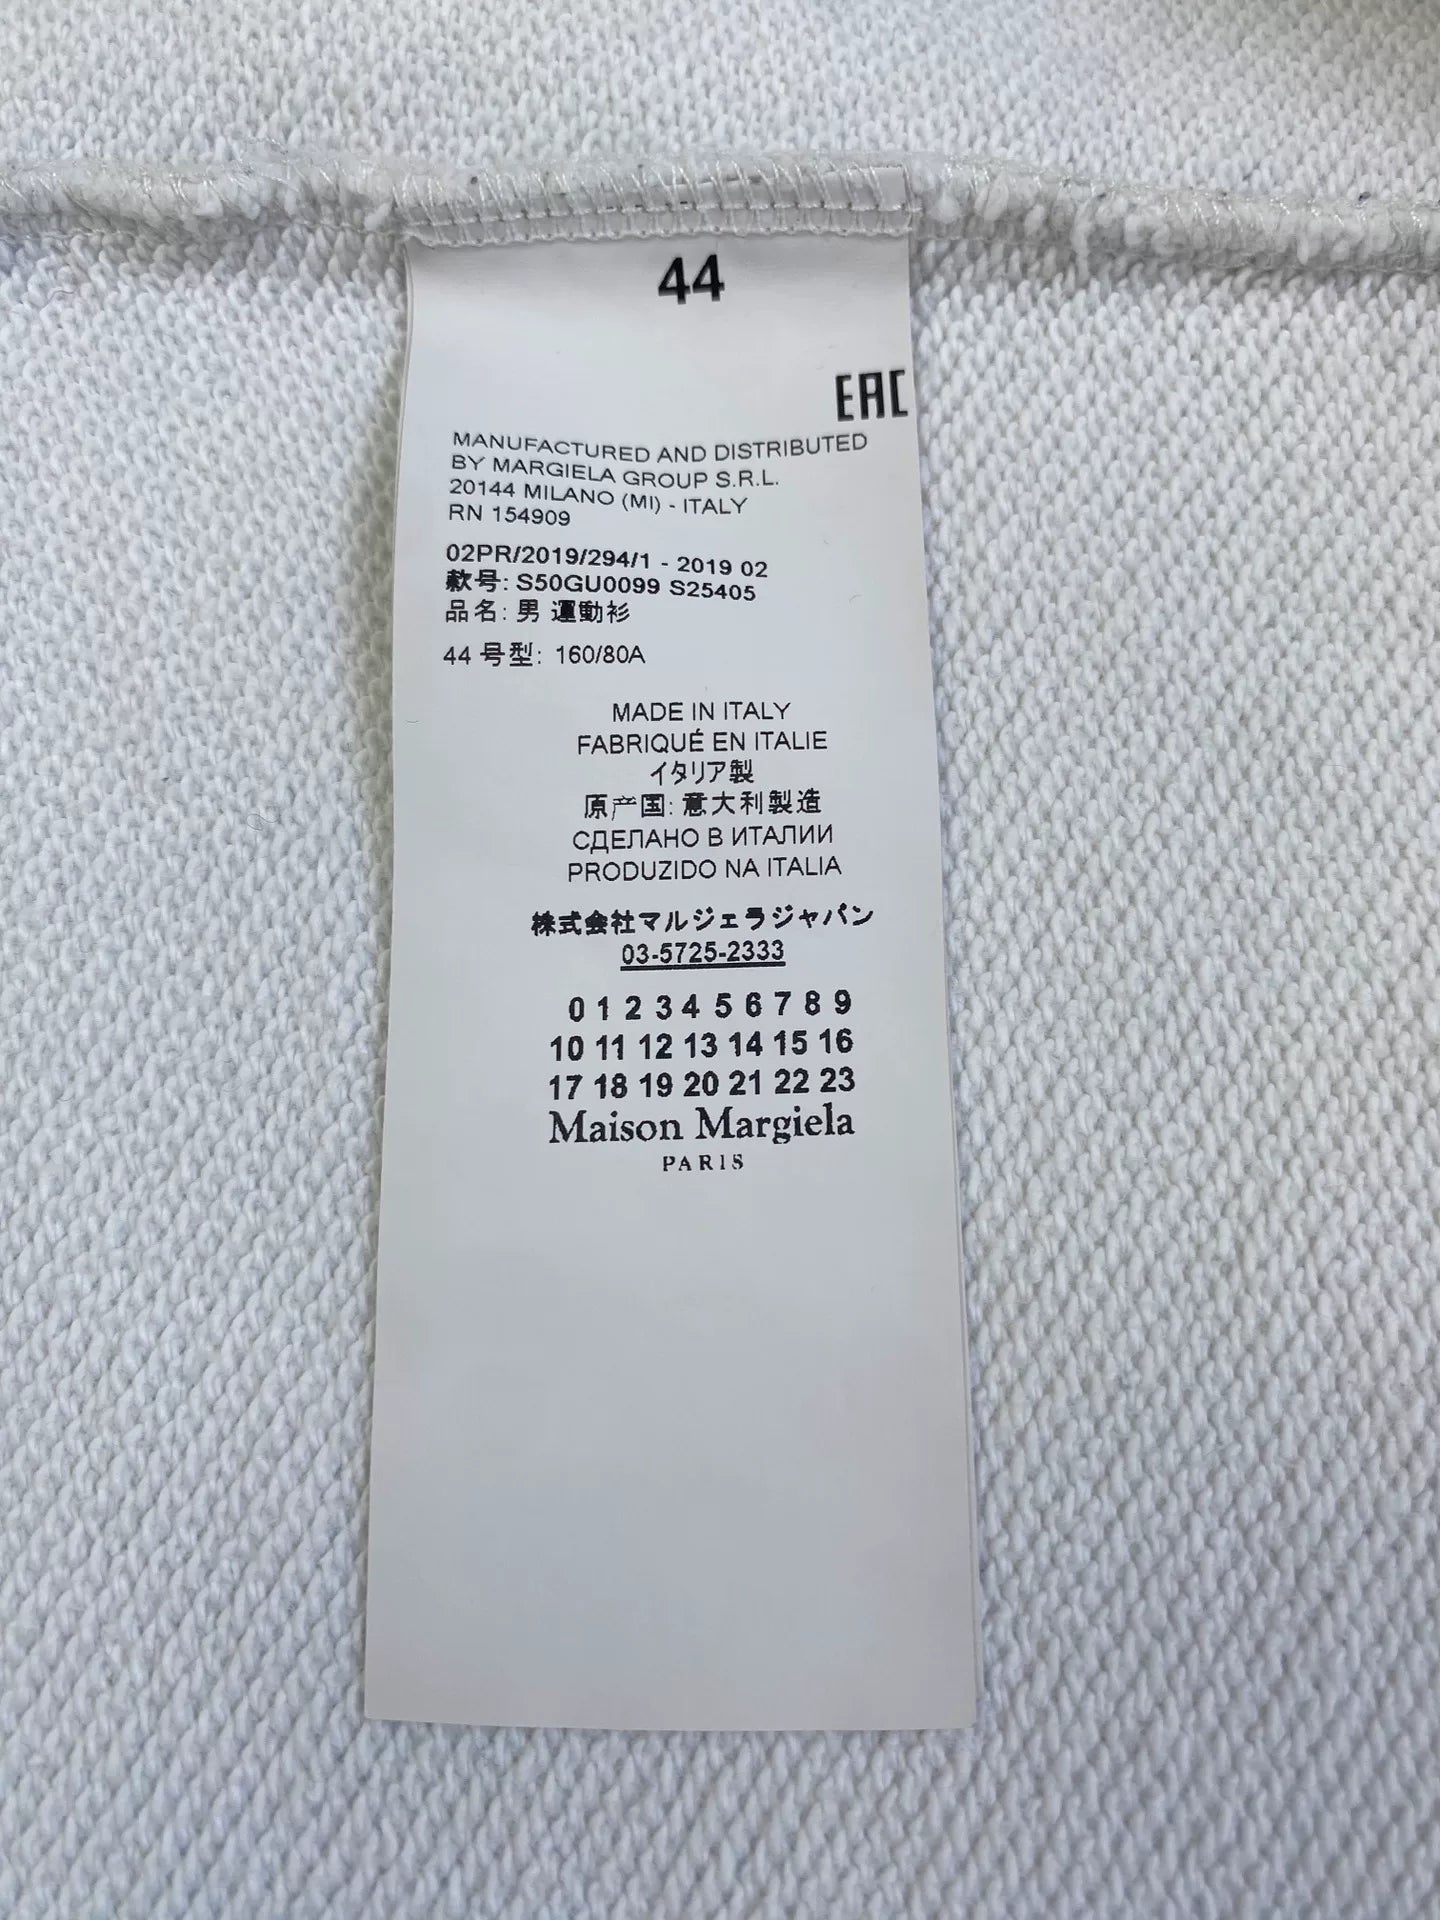 44
EAC
MANUFACTURED AND DISTRIBUTED
BY MARGIELA GROUP S.R.L.
20144 MILANO (MI) - ITALY
RN 154909
02PR/2019/294/1 - 2019 02
款号: S50GU0099 S25405
品名: 男 運動衫
44 号型: 160/80A
MADE IN ITALY
FABRIQUÉ EN ITALIE
イタリア製
原产国: 意大利製造
СДЕЛАНО В ИТАЛИИ
PRODUZIDO NA ITALIA
株式会社マルジェラジャパン
03-5725-2333
0 1 2 3 4 5 6 7 8 9
10 11 12 13 14 15 16
17 18 19 20 21 22 23
Maison Margiela
PARIS